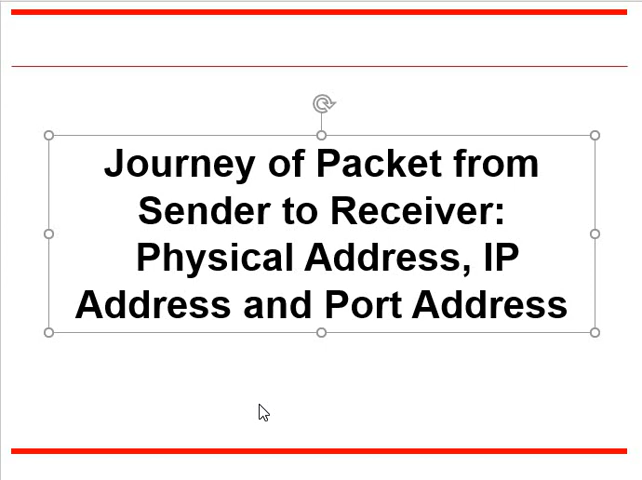 Journey of Packet from
Sender to Receiver:
Physical Address, IP
Address and Port Address